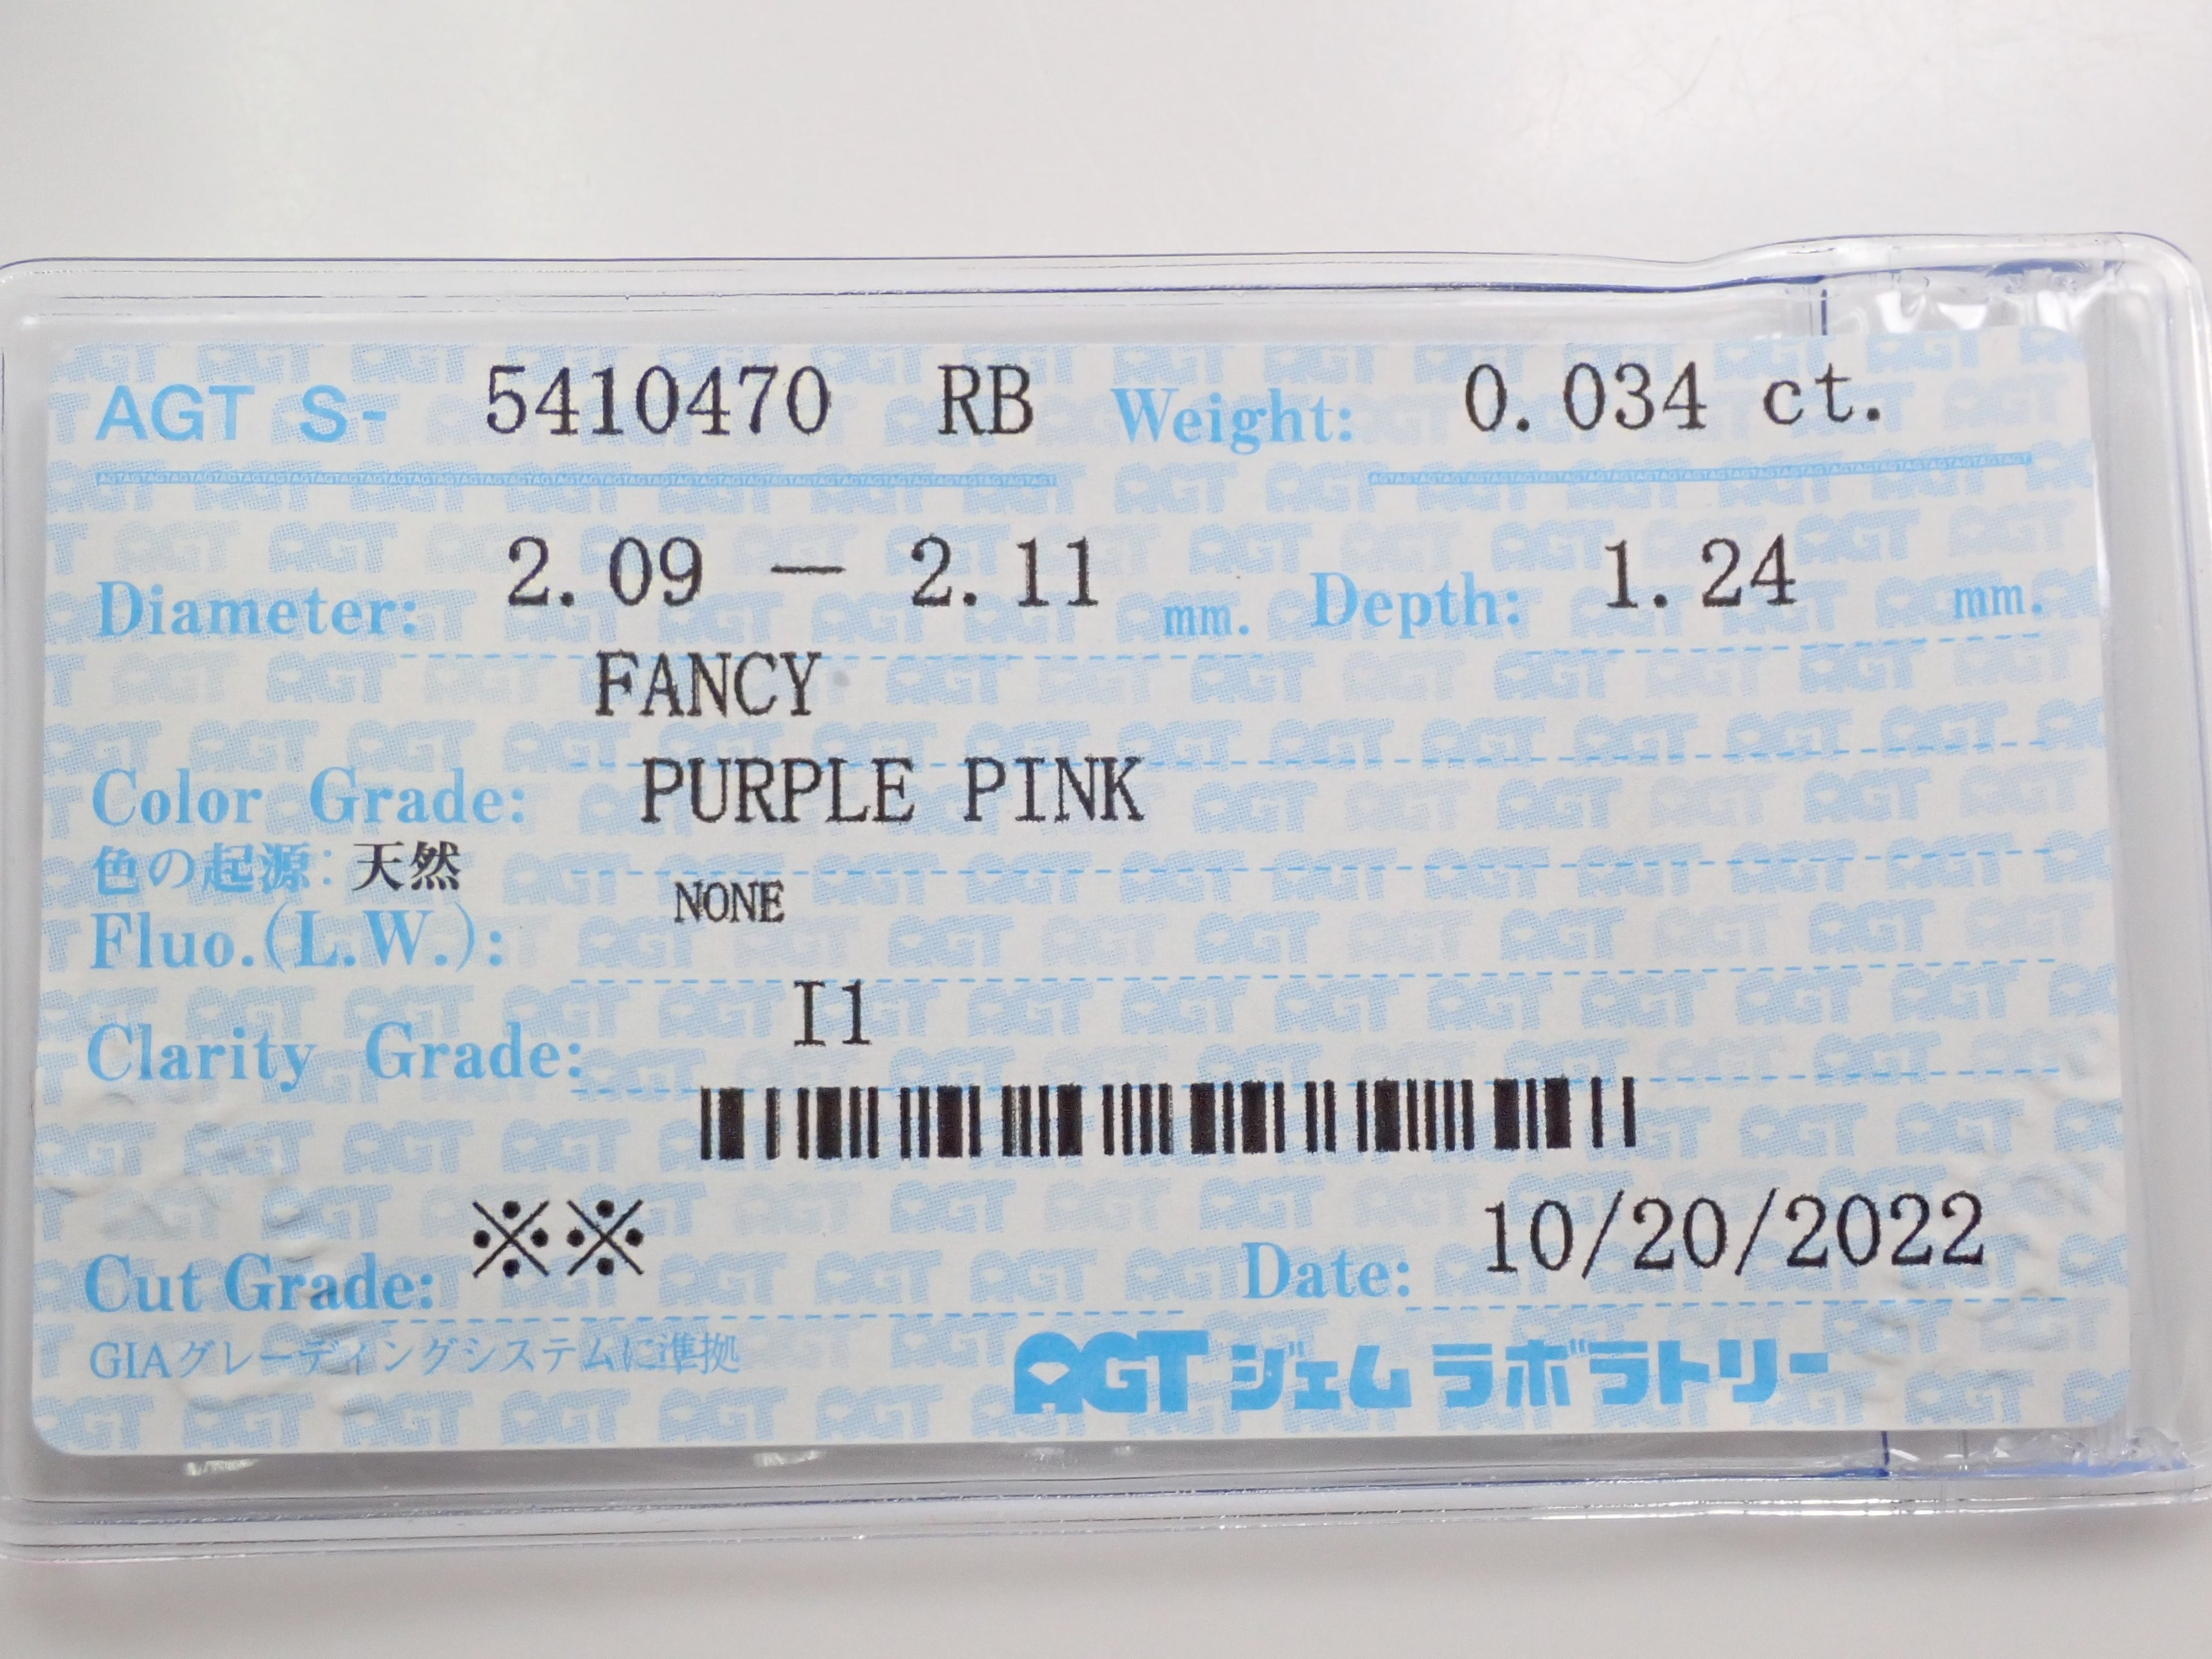 AGT S- 5410470 RB Weight: 0.034 ct.
Diameter: 2.09 － 2.11 mm. Depth: 1.24 mm.
FANCY
Color Grade: PURPLE PINK
色の起源: 天然
Fluo.(L.W.): NONE
Clarity Grade: I1
Cut Grade: ※※ Date: 10/20/2022
GIAグレーディングシステムに準拠
AGT ジェムラボラトリー